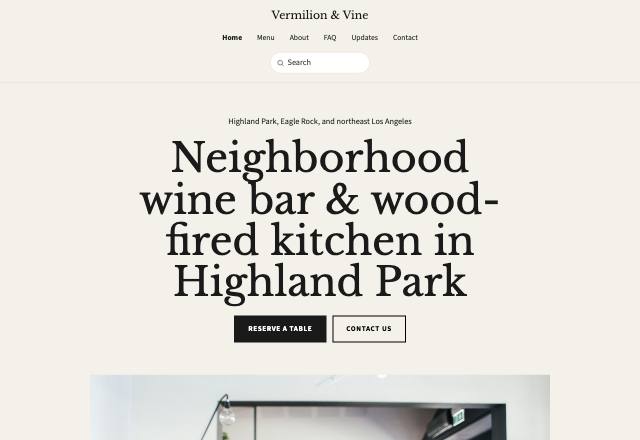 Vermilion & Vine
Home Menu About FAQ Updates Contact
Search
Highland Park, Eagle Rock, and northeast Los Angeles
Neighborhood
wine bar & wood-
fired kitchen in
Highland Park
RESERVE A TABLE CONTACT US